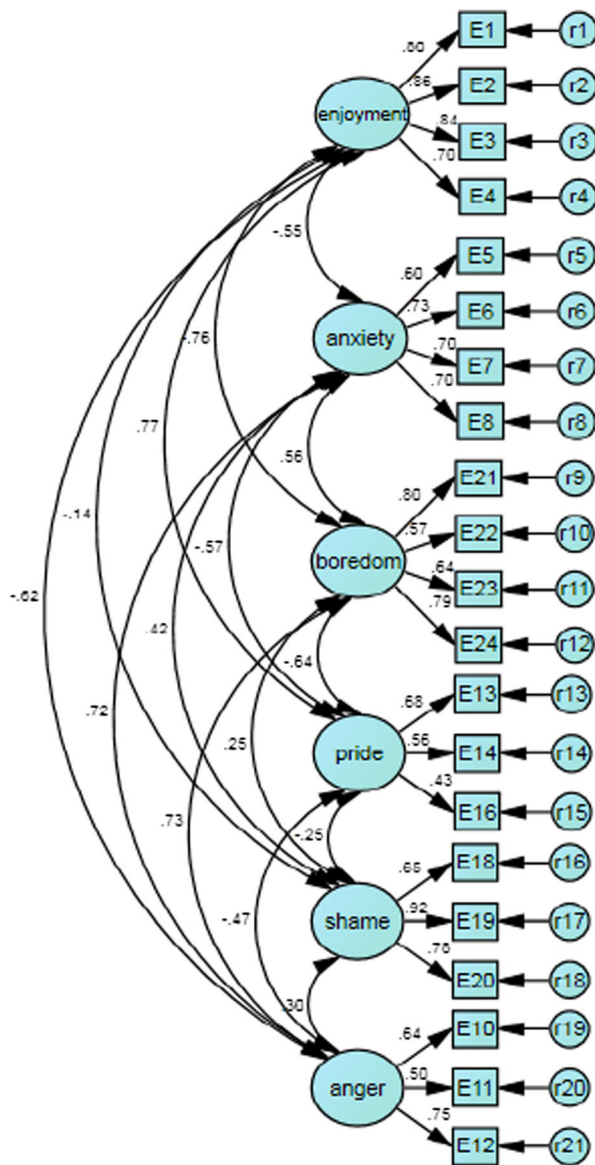 E1 r1
.80
E2 r2
.86
enjoyment
E3 r3
.84
E4 r4
.70
-.55
E5 r5
.60
E6 r6
.73
anxiety
E7 r7
.70
E8 r8
.70
-.76
.77
.56
E21 r9
.80
-.14
-.57
E22 r10
.57
boredom
E23 r11
.64
-.62
.42
E24 r12
.79
-.64
E13 r13
.68
.72
.25
pride
E14 r14
.56
E16 r15
.43
.73
-.25
E18 r16
.65
-.47
shame
E19 r17
.92
E20 r18
.30
E10 r19
.64
anger
E11 r20
.50
E12 r21
.75